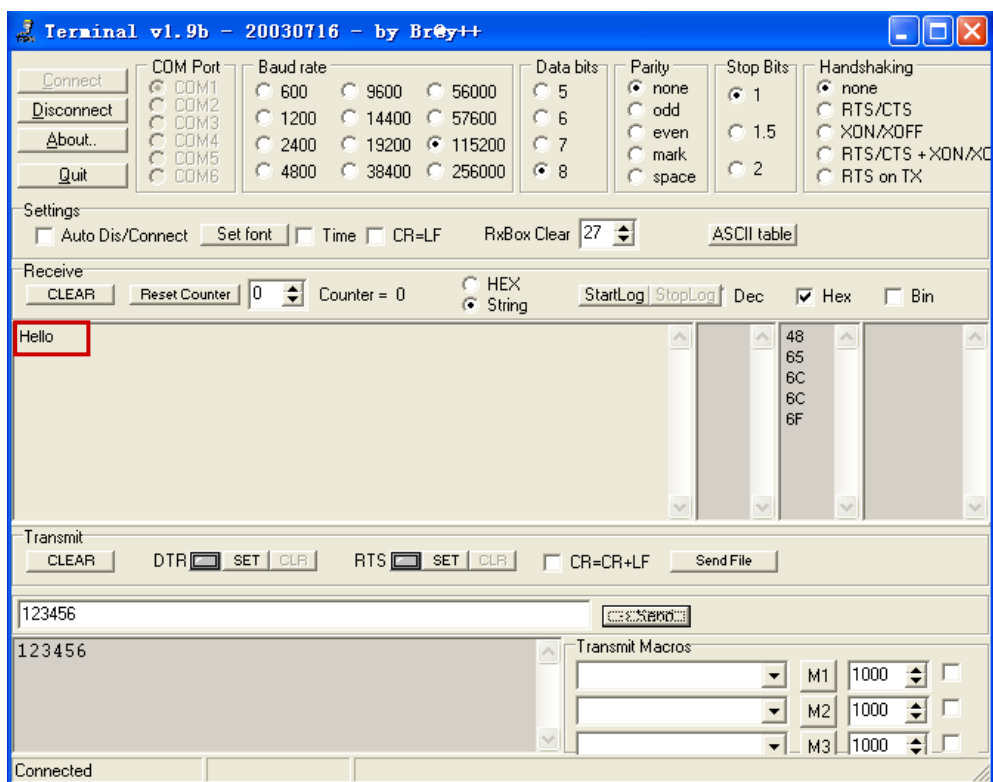 Terminal v1.9b - 20030716 - by Br@y++
Connect
Disconnect
About..
Quit
COM Port
COM1
COM2
COM3
COM4
COM5
COM6
Baud rate
600 9600 56000
1200 14400 57600
2400 19200 115200
4800 38400 256000
Data bits
5
6
7
8
Parity
none
odd
even
mark
space
Stop Bits
1
1.5
2
Handshaking
none
RTS/CTS
XON/XOFF
RTS/CTS + XON/XO
RTS on TX
Settings
Auto Dis/Connect Set font Time CR=LF RxBox Clear 27 ASCII table
Receive
CLEAR Reset Counter 0 Counter = 0 HEX String StartLog StopLog Dec Hex Bin
Hello
48
65
6C
6C
6F
Transmit
CLEAR DTR SET CLR RTS SET CLR CR=CR+LF Send File
123456
123456
Transmit Macros
M1 1000
M2 1000
M3 1000
Connected